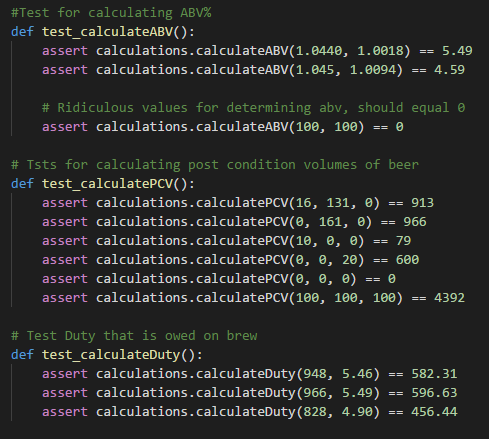 #Test for calculating ABV%
def test_calculateABV():
    assert calculations.calculateABV(1.0440, 1.0018) == 5.49
    assert calculations.calculateABV(1.045, 1.0094) == 4.59

    # Ridiculous values for determining abv, should equal 0
    assert calculations.calculateABV(100, 100) == 0

# Tsts for calculating post condition volumes of beer
def test_calculatePCV():
    assert calculations.calculatePCV(16, 131, 0) == 913
    assert calculations.calculatePCV(0, 161, 0) == 966
    assert calculations.calculatePCV(10, 0, 0) == 79
    assert calculations.calculatePCV(0, 0, 20) == 600
    assert calculations.calculatePCV(0, 0, 0) == 0
    assert calculations.calculatePCV(100, 100, 100) == 4392

# Test Duty that is owed on brew
def test_calculateDuty():
    assert calculations.calculateDuty(948, 5.46) == 582.31
    assert calculations.calculateDuty(966, 5.49) == 596.63
    assert calculations.calculateDuty(828, 4.90) == 456.44